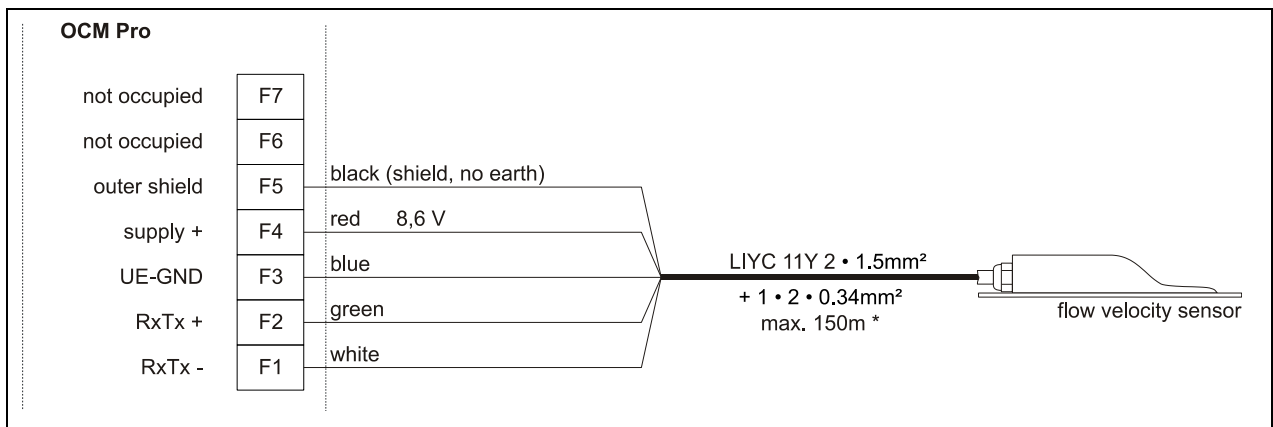 OCM Pro
not occupied F7
not occupied F6
outer shield F5 black (shield, no earth)
supply + F4 red 8,6 V
UE-GND F3 blue
RxTx + F2 green
RxTx - F1 white
LIYC 11Y 2 • 1.5mm²
+ 1 • 2 • 0.34mm²
max. 150m *
flow velocity sensor